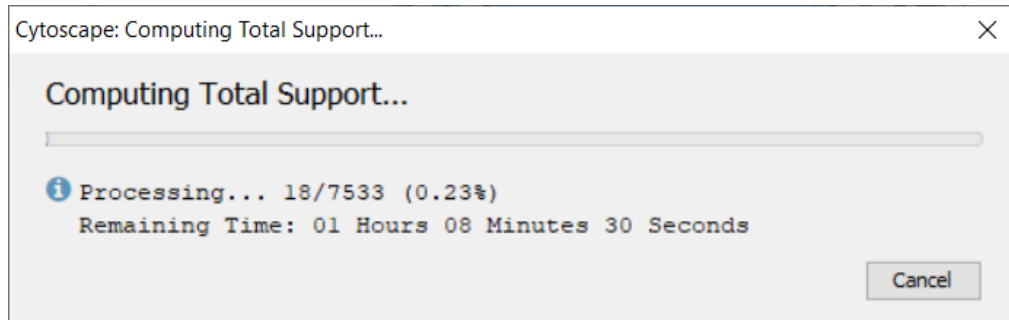 Cytoscape: Computing Total Support...
Computing Total Support...
Processing... 18/7533 (0.23%)
Remaining Time: 01 Hours 08 Minutes 30 Seconds
Cancel